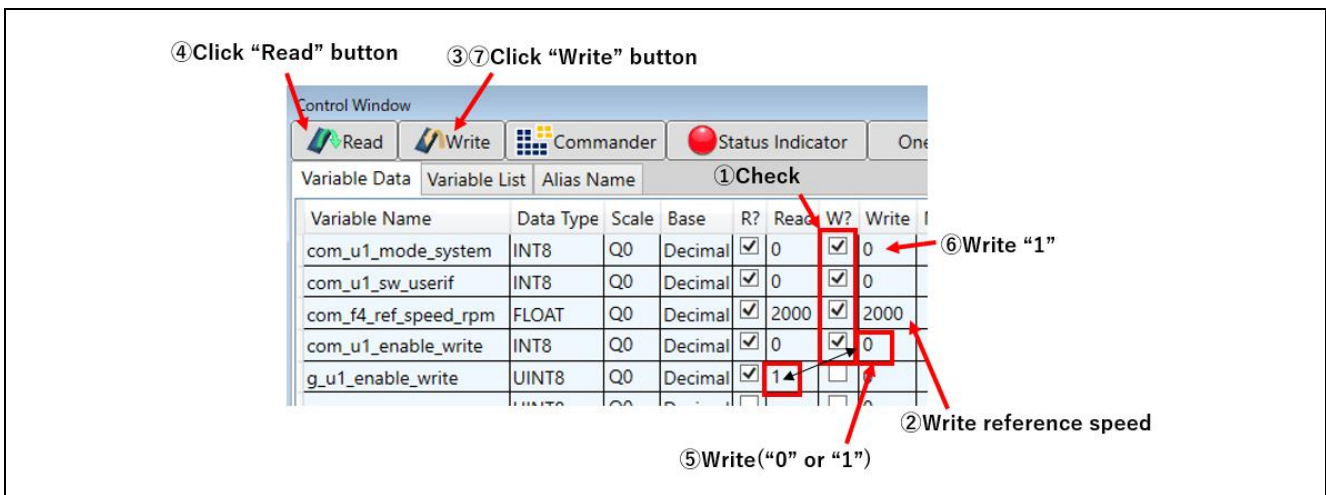 ④Click “Read” button
③⑦Click “Write” button
Control Window
Read Write Commander Status Indicator
Variable Data Variable List Alias Name
①Check
Variable Name Data Type Scale Base R? Read W? Write
com_u1_mode_system INT8 Q0 Decimal 0 0
⑥Write “1”
com_u1_sw_userif INT8 Q0 Decimal 0 0
com_f4_ref_speed_rpm FLOAT Q0 Decimal 2000 2000
com_u1_enable_write INT8 Q0 Decimal 0 0
g_u1_enable_write UINT8 Q0 Decimal 1
②Write reference speed
⑤Write(“0” or “1”)